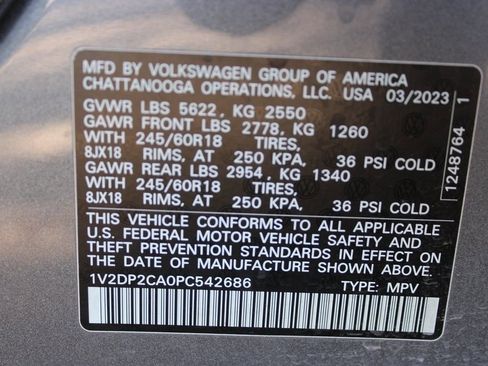 MFD BY VOLKSWAGEN GROUP OF AMERICA
CHATTANOOGA OPERATIONS, LLC. USA 03/2023
GVWR LBS 5622, KG 2550
GAWR FRONT LBS 2778, KG 1260
WITH 245/60R18 TIRES,
8JX18 RIMS, AT 250 KPA, 36 PSI COLD
GAWR REAR LBS 2954, KG 1340
WITH 245/60R18 TIRES,
8JX18 RIMS, AT 250 KPA, 36 PSI COLD
THIS VEHICLE CONFORMS TO ALL APPLICABLE
U.S. FEDERAL MOTOR VEHICLE SAFETY AND
THEFT PREVENTION STANDARDS IN EFFECT ON
THE DATE OF MANUFACTURE SHOWN ABOVE.
1V2DP2CA0PC542686 TYPE: MPV
1248764 1